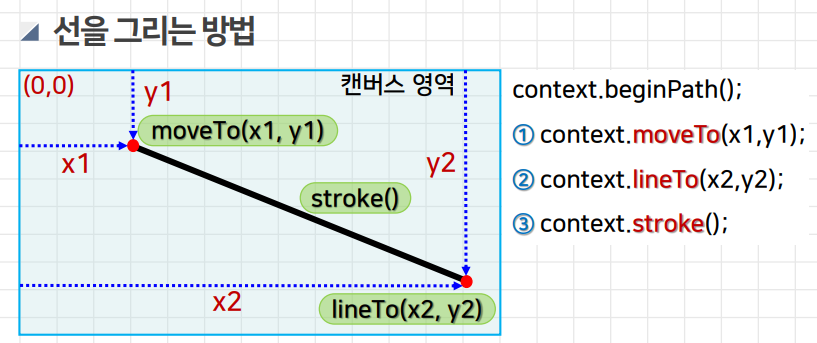 선을 그리는 방법
(0,0)
y1
캔버스 영역
moveTo(x1, y1)
x1
y2
stroke()
x2
lineTo(x2, y2)
context.beginPath();
① context.moveTo(x1,y1);
② context.lineTo(x2,y2);
③ context.stroke();